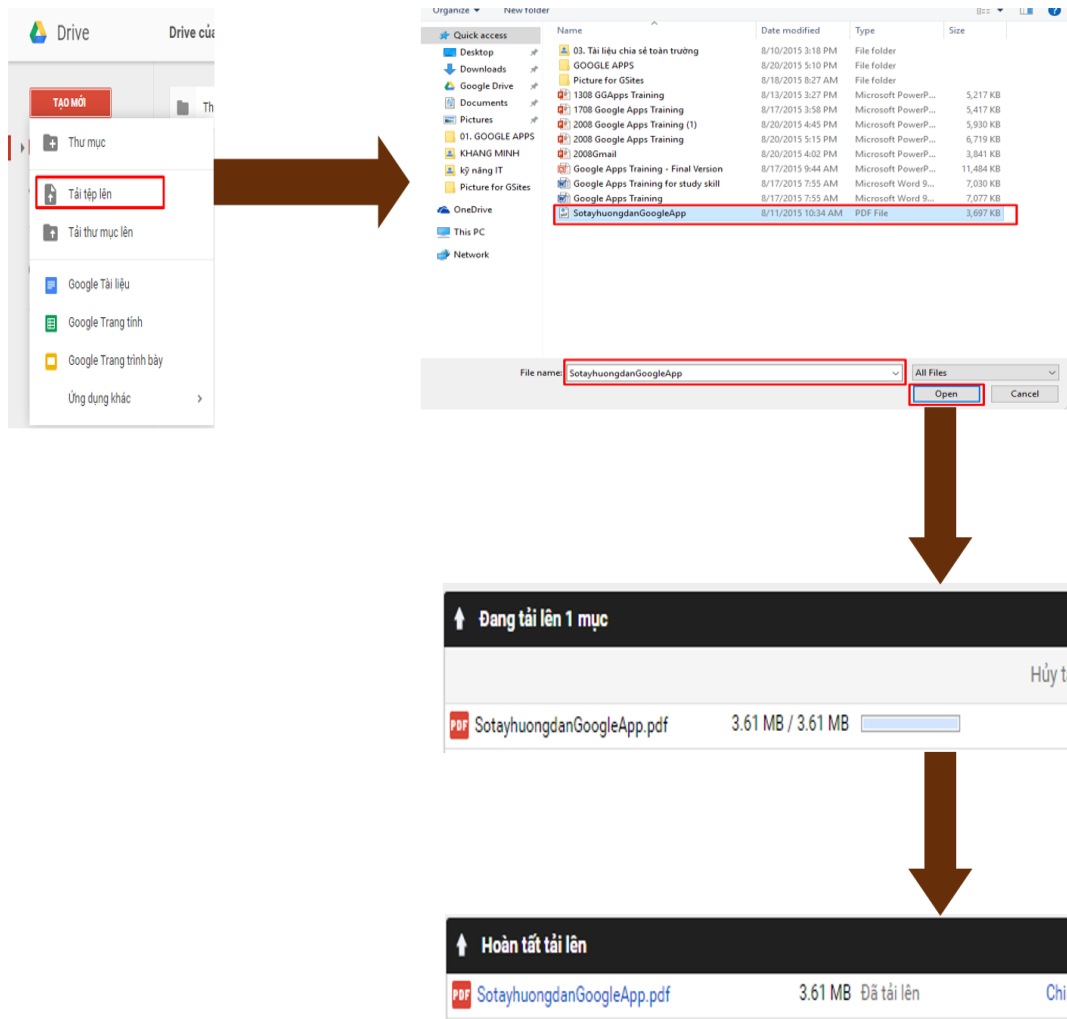 Drive
Drive của
TẠO MỚI
Th
Thư mục
Tải tệp lên
Tải thư mục lên
Google Tài liệu
Google Trang tính
Google Trang trình bày
Ứng dụng khác
Organize New folder
Name Date modified Type Size
Quick access
Desktop
Downloads
Google Drive
Documents
Pictures
01. GOOGLE APPS
KHANG MINH
kỹ năng IT
Picture for GSites
OneDrive
This PC
Network
03. Tài liệu chia sẻ toàn trường 8/10/2015 3:18 PM File folder
GOOGLE APPS 8/20/2015 5:10 PM File folder
Picture for GSites 8/18/2015 8:27 AM File folder
1308 GGApps Training 8/13/2015 3:27 PM Microsoft PowerP... 5,217 KB
1708 Google Apps Training 8/17/2015 3:58 PM Microsoft PowerP... 5,417 KB
2008 Google Apps Training (1) 8/20/2015 4:45 PM Microsoft PowerP... 5,930 KB
2008 Google Apps Training 8/20/2015 5:15 PM Microsoft PowerP... 6,719 KB
2008Gmail 8/20/2015 4:02 PM Microsoft PowerP... 3,841 KB
Google Apps Training - Final Version 8/17/2015 9:44 AM Microsoft PowerP... 11,484 KB
Google Apps Training for study skill 8/17/2015 7:55 AM Microsoft Word 9... 7,030 KB
Google Apps Training 8/17/2015 7:55 AM Microsoft Word 9... 7,077 KB
SotayhuongdanGoogleApp 8/11/2015 10:34 AM PDF File 3,697 KB
File name: SotayhuongdanGoogleApp All Files
Open Cancel
Đang tải lên 1 mục
Hủy tả
PDF SotayhuongdanGoogleApp.pdf 3.61 MB / 3.61 MB
Hoàn tất tải lên
PDF SotayhuongdanGoogleApp.pdf 3.61 MB Đã tải lên Chi